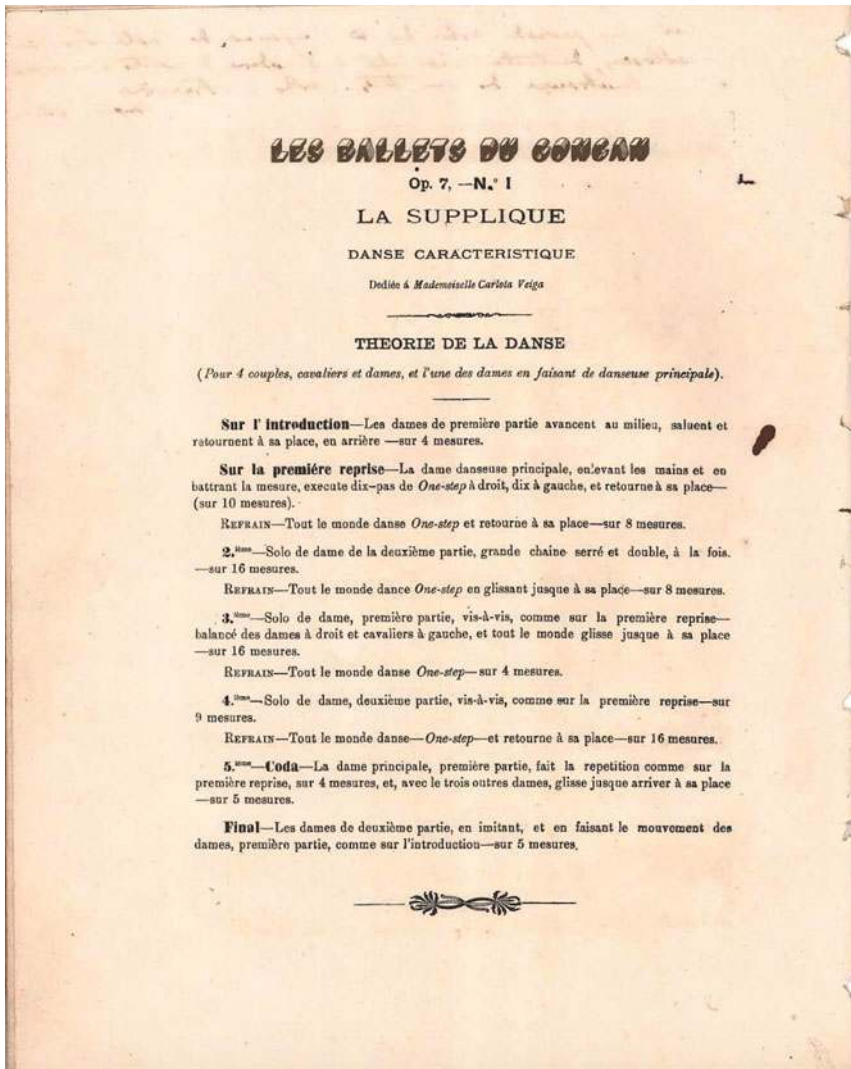 LES BALLETS DU CONCAN
Op. 7, —N.º I
LA SUPPLIQUE
DANSE CARACTERISTIQUE
Dediée á Mademoiselle Carlota Veiga
THEORIE DE LA DANSE
(Pour 4 couples, cavaliers et dames, et l'une des dames en faisant de danseuse principale).
Sur l' introduction—Les dames de première partie avancent au milieu, saluent et
retournent à sa place, en arrière —sur 4 mesures.
Sur la premiére reprise—La dame danseuse principale, enlevant les mains et en
battrant la mesure, execute dix-pas de One-step à droit, dix à gauche, et retourne à sa place—
(sur 10 mesures).
REFRAIN—Tout le monde danse One-step et retourne à sa place—sur 8 mesures.
2.ième—Solo de dame de la deuxième partie, grande chaine serré et double, à la fois.
—sur 16 mesures.
REFRAIN—Tout le monde dance One-step en glissant jusque à sa place—sur 8 mesures.
3.ième—Solo de dame, première partie, vis-à-vis, comme sur la première reprise—
balancé des dames à droit et cavaliers à gauche, et tout le monde glisse jusque à sa place
—sur 16 mesures.
REFRAIN—Tout le monde danse One-step—sur 4 mesures.
4.ième—Solo de dame, deuxième partie, vis-à-vis, comme sur la première reprise—sur
9 mesures.
REFRAIN—Tout le monde danse—One-step—et retourne à sa place—sur 16 mesures.
5.ième—Coda—La dame principale, première partie, fait la repetition comme sur la
première reprise, sur 4 mesures, et, avec le trois outres dames, glisse jusque arriver à sa place
—sur 5 mesures.
Final—Les dames de deuxième partie, en imitant, et en faisant le mouvement des
dames, première partie, comme sur l'introduction—sur 5 mesures.